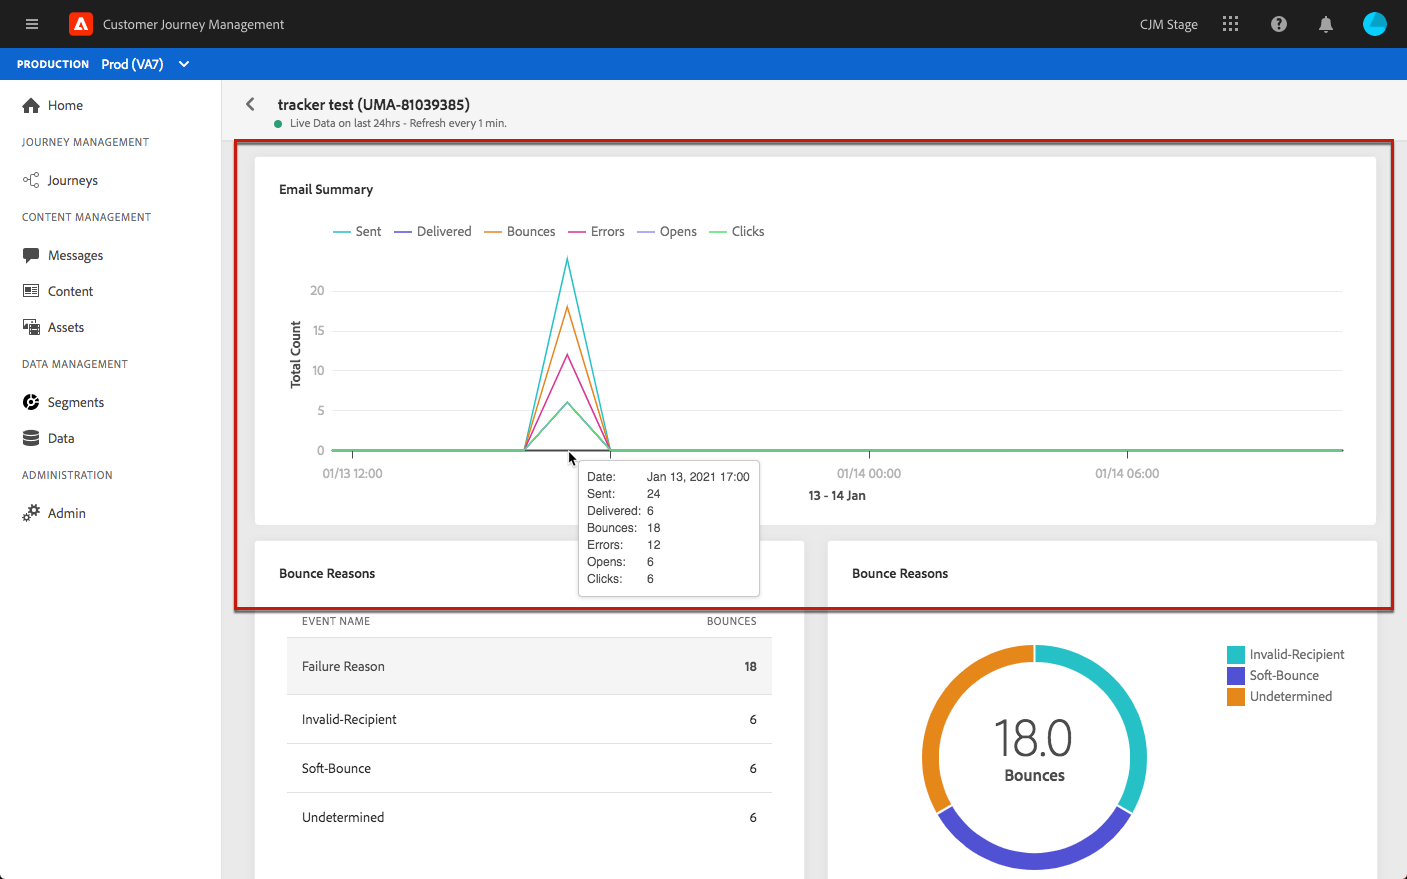 Customer Journey Management
CJM Stage
PRODUCTION Prod (VA7)
Home
JOURNEY MANAGEMENT
Journeys
CONTENT MANAGEMENT
Messages
Content
Assets
DATA MANAGEMENT
Segments
Data
ADMINISTRATION
Admin
tracker test (UMA-81039385)
Live Data on last 24hrs - Refresh every 1 min.
Email Summary
Sent Delivered Bounces Errors Opens Clicks
Total Count
20
15
10
5
0
01/13 12:00 01/14 00:00 01/14 06:00
13 - 14 Jan
Date: Jan 13, 2021 17:00
Sent: 24
Delivered: 6
Bounces: 18
Errors: 12
Opens: 6
Clicks: 6
Bounce Reasons
EVENT NAME BOUNCES
Failure Reason 18
Invalid-Recipient 6
Soft-Bounce 6
Undetermined 6
Bounce Reasons
Invalid-Recipient
Soft-Bounce
Undetermined
18.0
Bounces